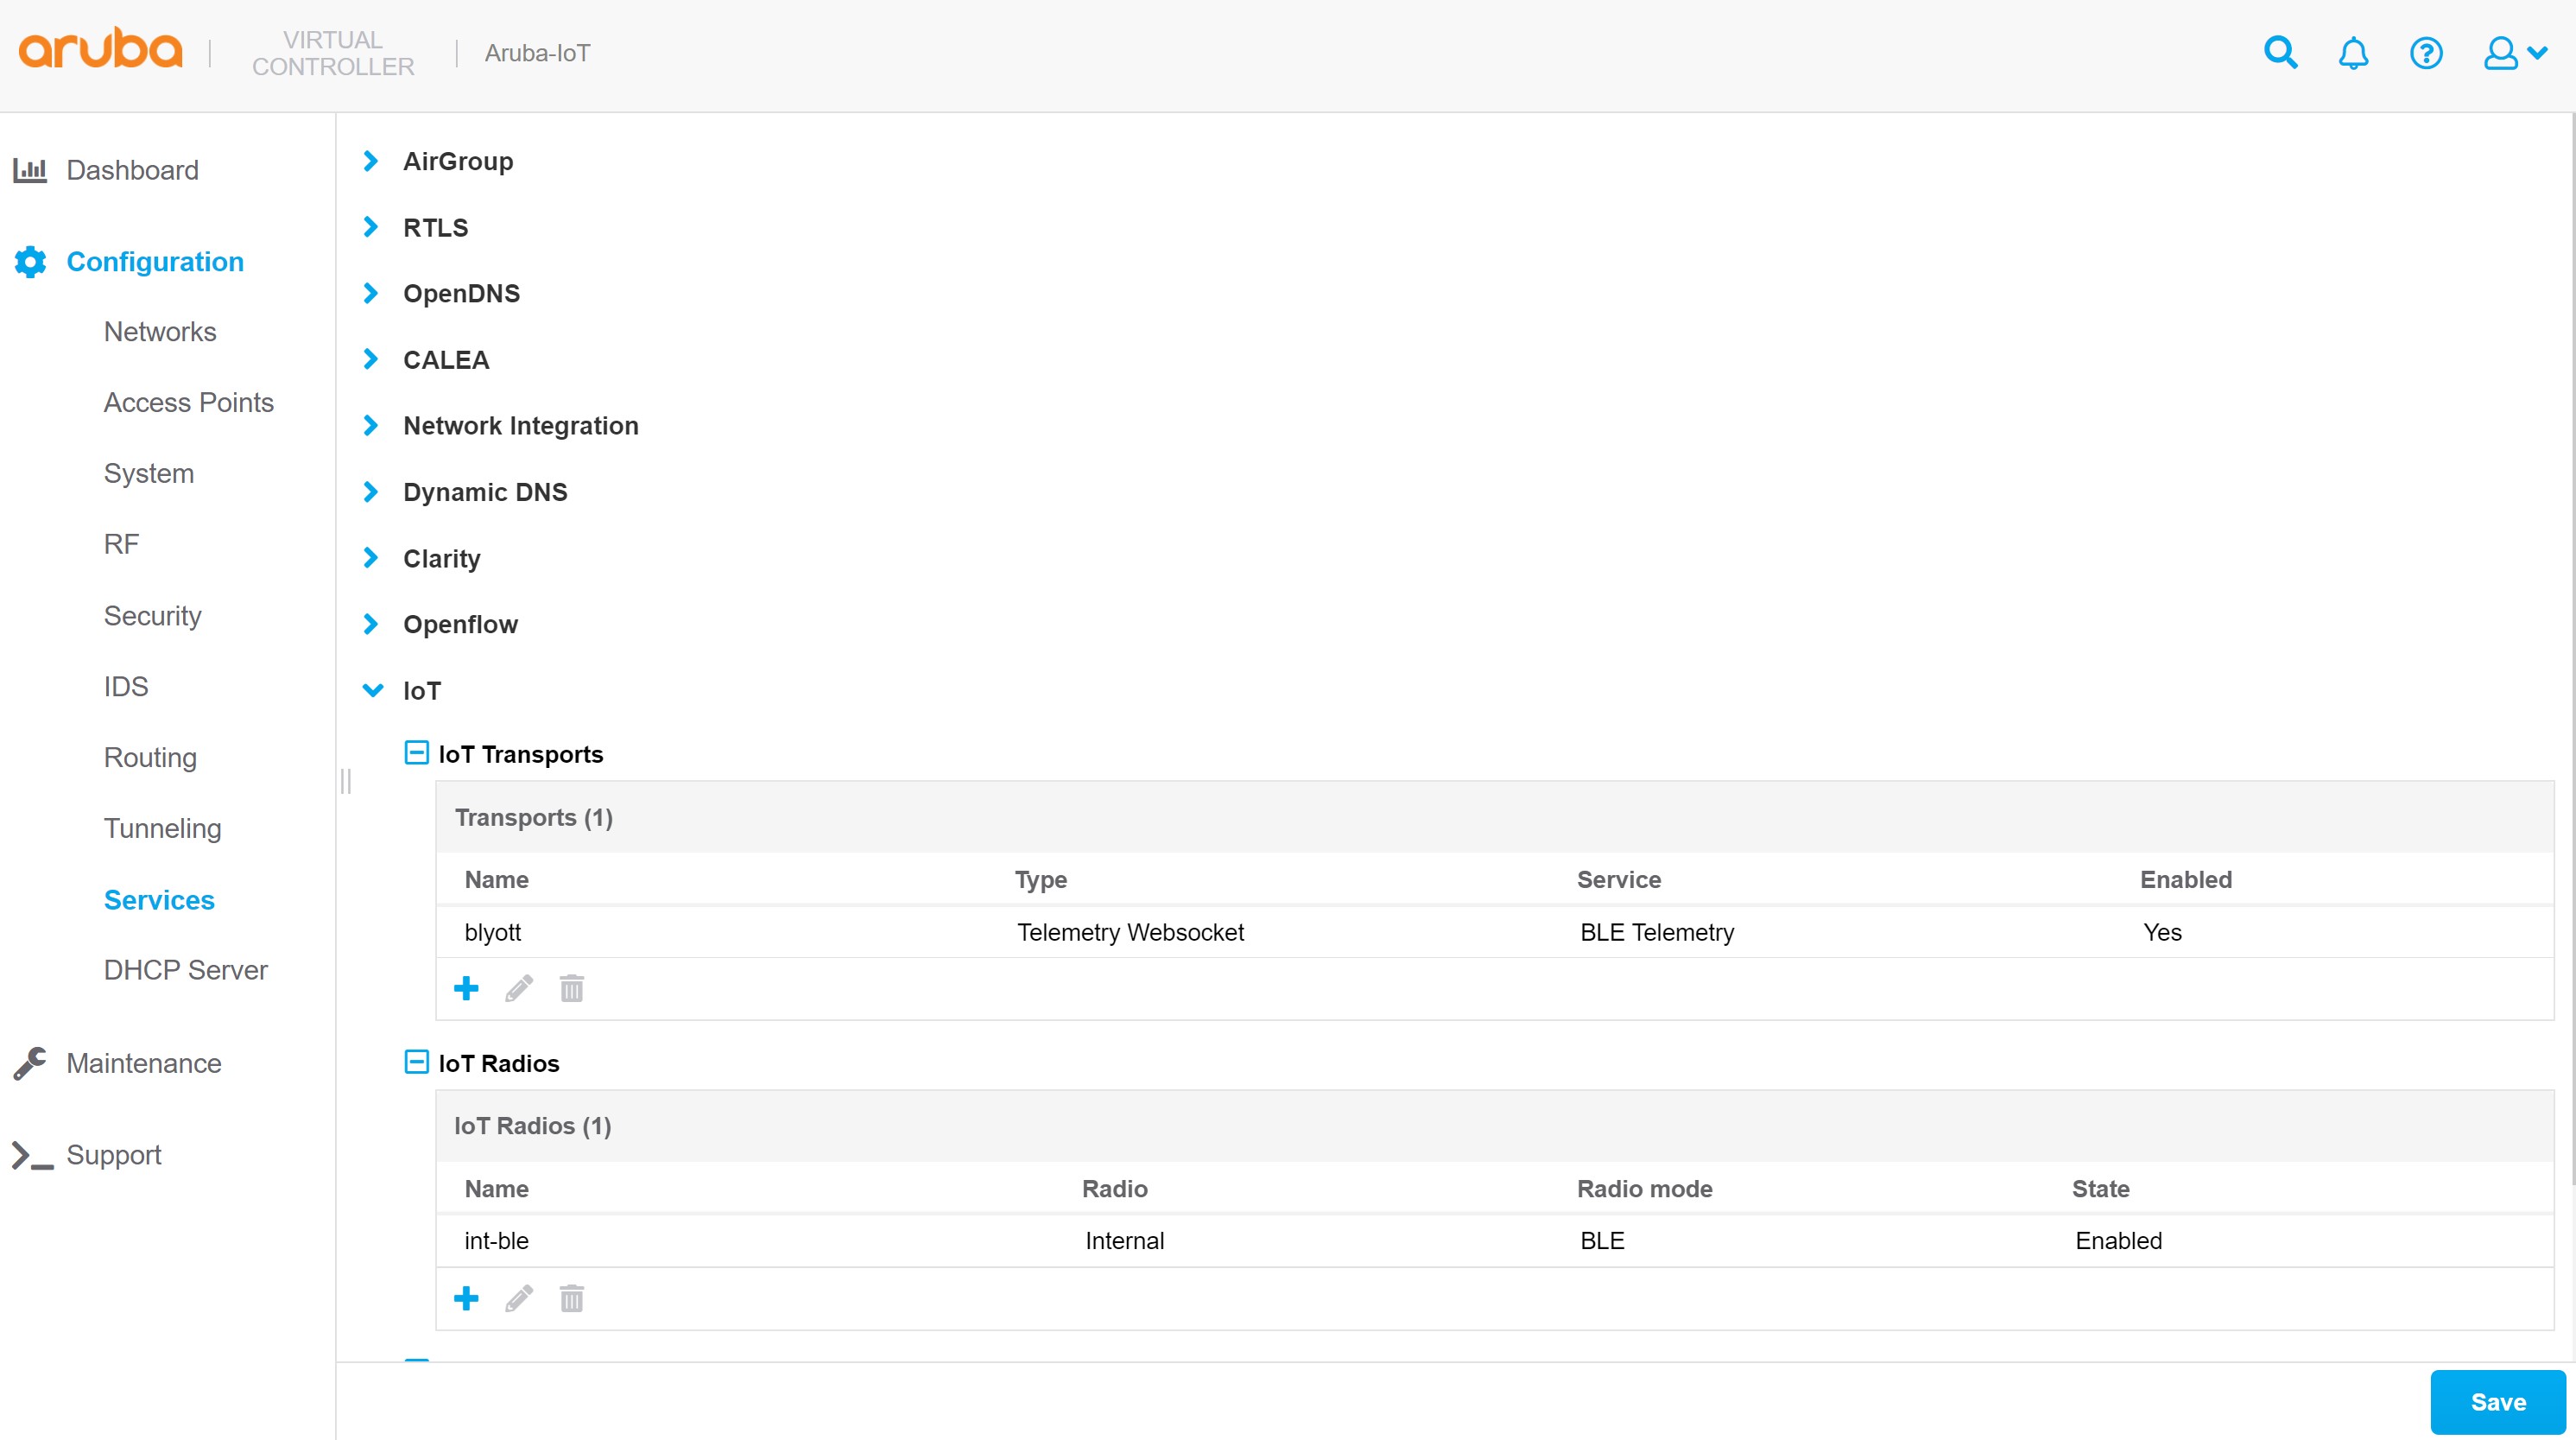 aruba
VIRTUAL
CONTROLLER
Aruba-IoT
Dashboard
Configuration
Networks
Access Points
System
RF
Security
IDS
Routing
Tunneling
Services
DHCP Server
Maintenance
Support
AirGroup
RTLS
OpenDNS
CALEA
Network Integration
Dynamic DNS
Clarity
Openflow
IoT
IoT Transports
Transports (1)
Name Type Service Enabled
blyott Telemetry Websocket BLE Telemetry Yes
IoT Radios
IoT Radios (1)
Name Radio Radio mode State
int-ble Internal BLE Enabled
Save